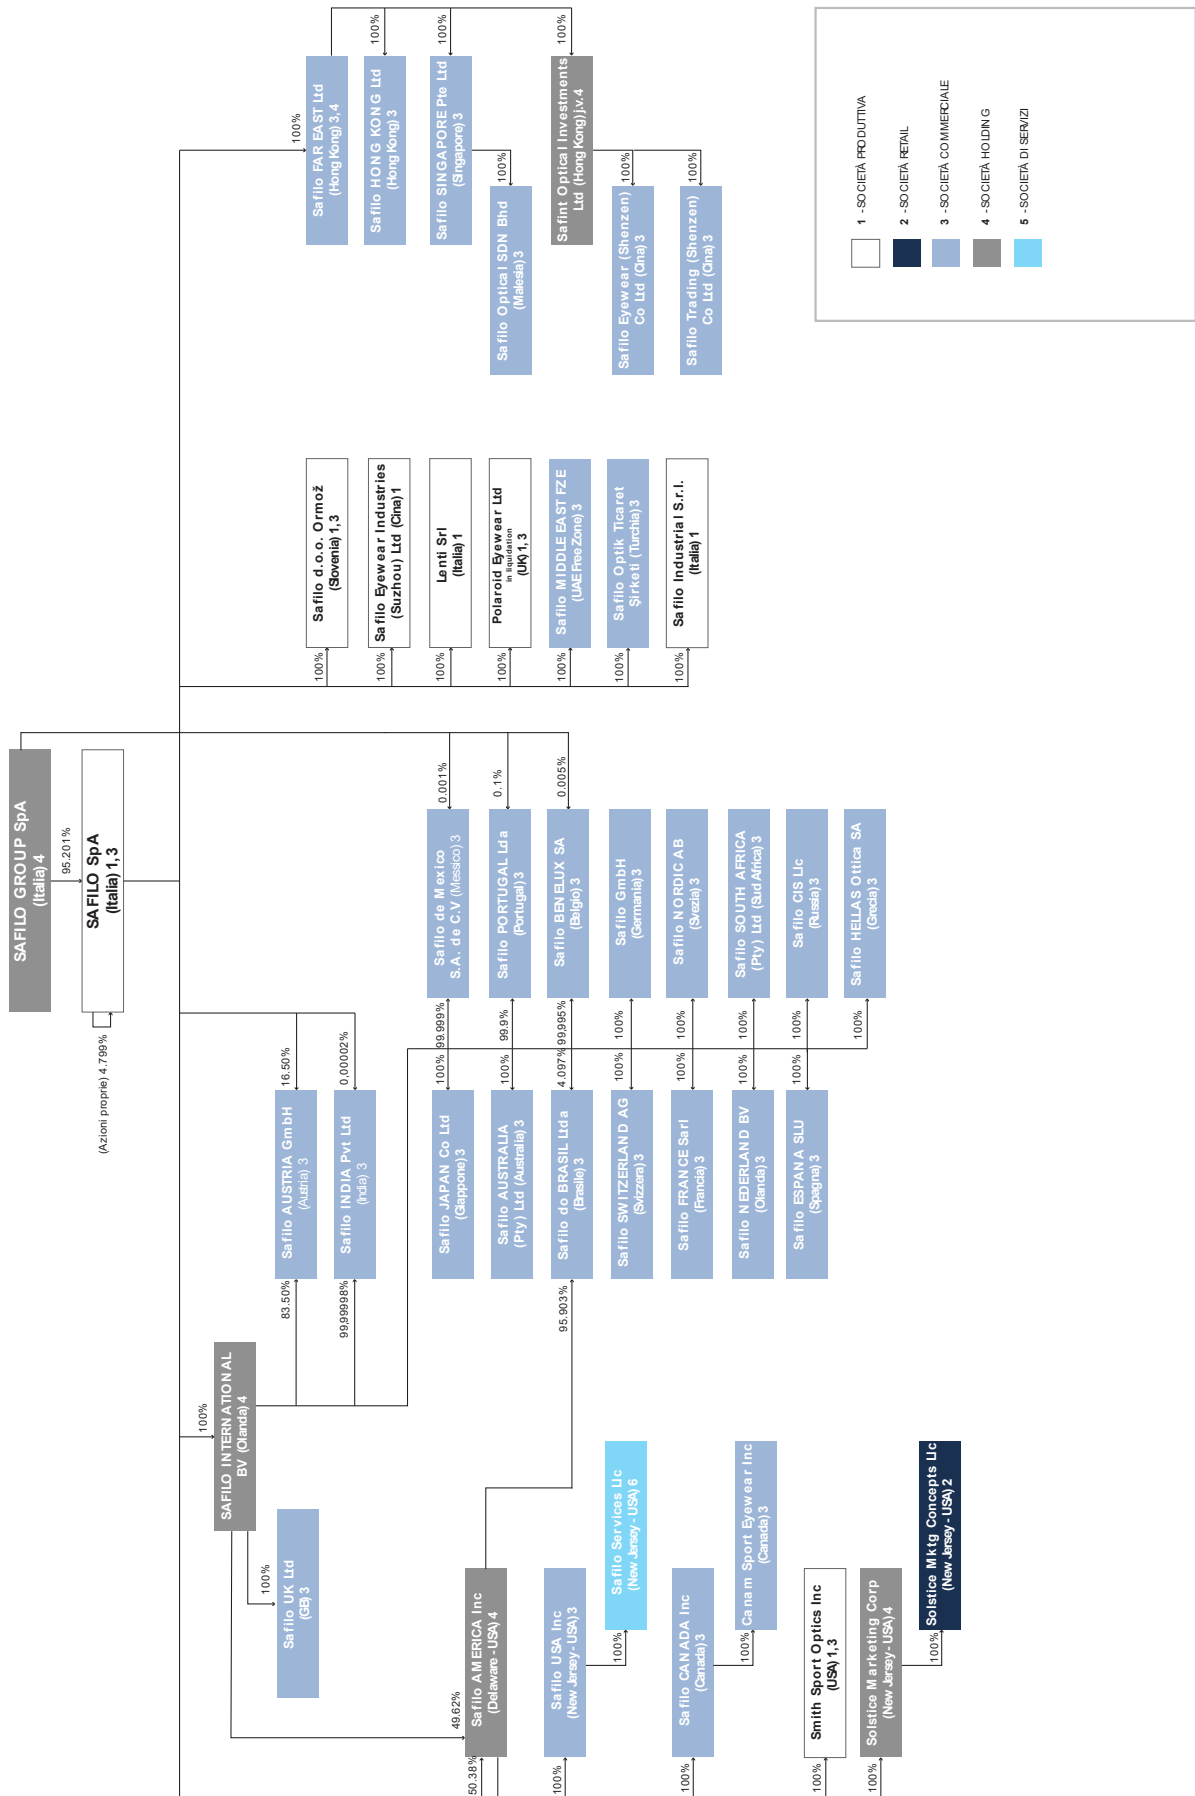 SAFILO GROUP SpA
(Italia) 4
95.201%
SAFILO SpA
(Italia) 1, 3
(Azioni proprie) 4.799%
100%
SAFILO INTERNATIONAL
BV (Olanda) 4
100%
Safilo UK Ltd
(GB) 3
83.50%
Safilo AUSTRIA GmbH
(Austria) 3
16.50%
99,99998%
Safilo INDIA Pvt Ltd
(India) 3
0,00002%
49.62%
50.38%
Safilo AMERICA Inc
(Delaware - USA) 4
95.903%
100%
Safilo USA Inc
(New Jersey - USA) 3
100%
Safilo Services Llc
(New Jersey - USA) 6
100%
Safilo CANADA Inc
(Canada) 3
100%
Canam Sport Eyewear Inc
(Canada) 3
100%
Smith Sport Optics Inc
(USA) 1, 3
100%
Solstice Marketing Corp
(New Jersey - USA) 4
100%
Solstice Mktg Concepts Llc
(New Jersey - USA) 2
Safilo JAPAN Co Ltd
(Giappone) 3
100%
Safilo AUSTRALIA
(Pty) Ltd (Australia) 3
100%
Safilo do BRASIL Ltda
(Brasile) 3
4.097%
Safilo SWITZERLAND AG
(Svizzera) 3
100%
Safilo FRANCE Sarl
(Francia) 3
100%
Safilo NEDERLAND BV
(Olanda) 3
100%
Safilo ESPANA SLU
(Spagna) 3
100%
99.999%
Safilo de Mexico
S.A. de C.V (Messico) 3
0.001%
99.9%
Safilo PORTUGAL Lda
(Portugal) 3
0.1%
99,995%
Safilo BENELUX SA
(Belgio) 3
0.005%
100%
Safilo GmbH
(Germania) 3
100%
Safilo NORDIC AB
(Svezia) 3
100%
Safilo SOUTH AFRICA
(Pty) Ltd (Sud Africa) 3
100%
Safilo CIS Llc
(Russia) 3
100%
Safilo HELLAS Ottica SA
(Grecia) 3
100%
Safilo d.o.o. Ormož
(Slovenia) 1, 3
100%
Safilo Eyewear Industries
(Suzhou) Ltd (Cina) 1
100%
Lenti Srl
(Italia) 1
100%
Polaroid Eyewear Ltd
in liquidation
(UK) 1, 3
100%
Safilo MIDDLE EAST FZE
(UAE Free Zone) 3
100%
Safilo Optik Ticaret
Şirketi (Turchia) 3
100%
Safilo Industrial S.r.l.
(Italia) 1
100%
Safilo FAR EAST Ltd
(Hong Kong) 3, 4
100%
Safilo HONG KONG Ltd
(Hong Kong) 3
100%
Safilo SINGAPORE Pte Ltd
(Singapore) 3
100%
Safilo Optical SDN Bhd
(Malesia) 3
100%
Safint Optical Investments
Ltd (Hong Kong) j.v. 4
100%
Safilo Eyewear (Shenzen)
Co Ltd (Cina) 3
100%
Safilo Trading (Shenzen)
Co Ltd (Cina) 3
1 - SOCIETÀ PRODUTTIVA
2 - SOCIETÀ RETAIL
3 - SOCIETÀ COMMERCIALE
4 - SOCIETÀ HOLDING
5 - SOCIETÀ DI SERVIZI